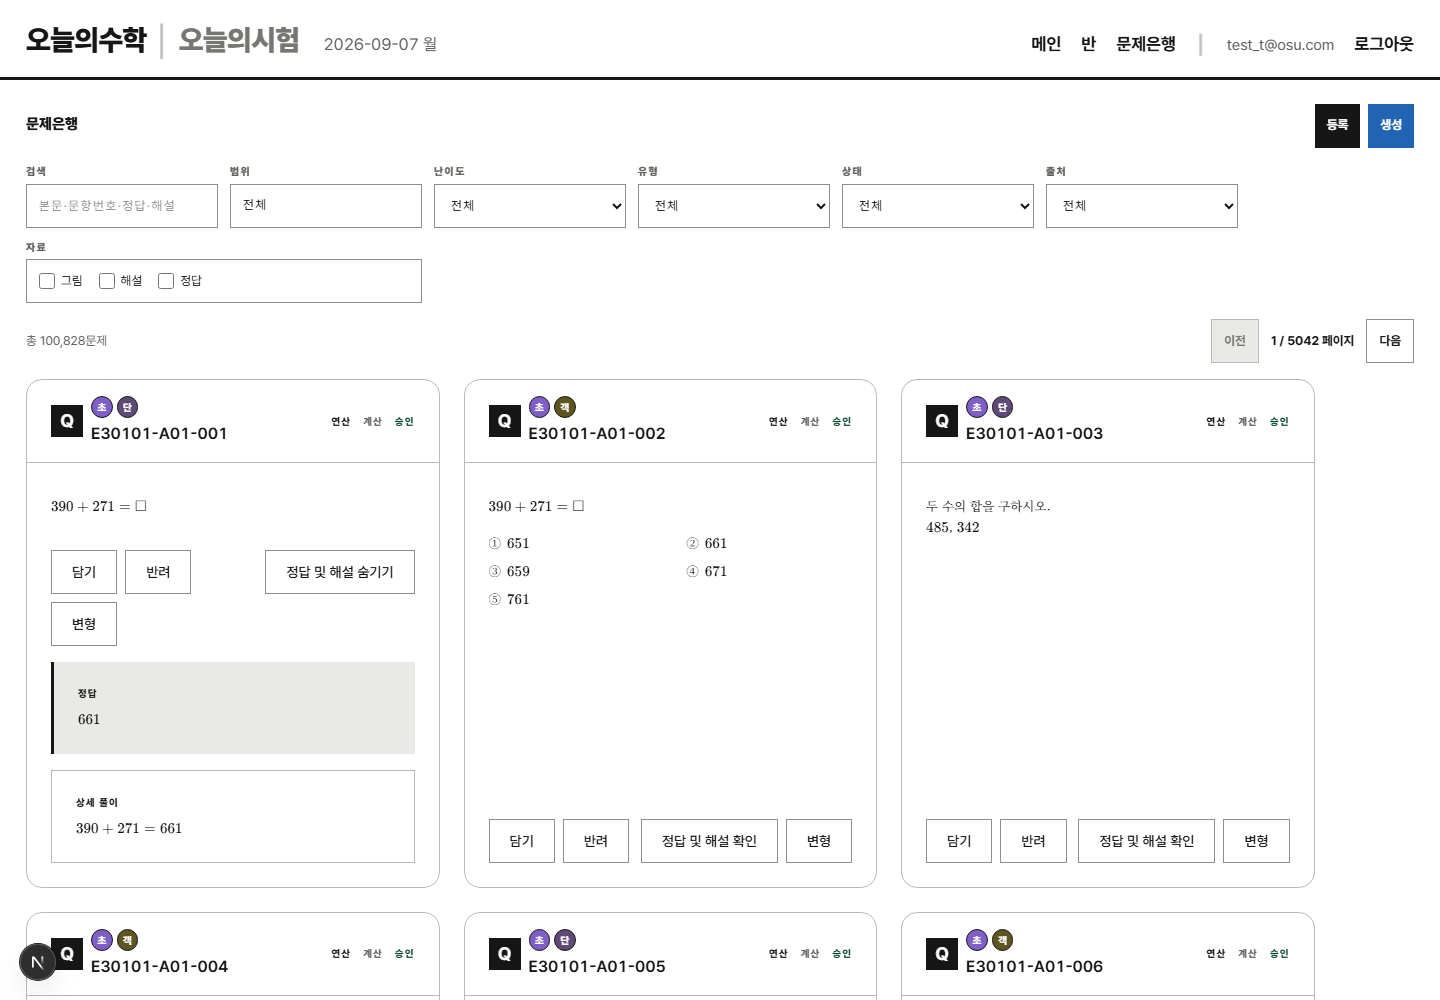 오늘의수학 | 오늘의시험 2026-09-07 월 메인 반 문제은행 | test_t@osu.com 로그아웃
문제은행 등록 생성
검색 범위 난이도 유형 상태 출처
본문·문항번호·정답·해설 전체 전체 전체 전체 전체
자료
그림 해설 정답
총 100,828문제 이전 1 / 5042 페이지 다음
Q 초 단 E30101-A01-001 연산 계산 승인
390 + 271 = □
담기 반려 정답 및 해설 숨기기
변형
정답
661
상세 풀이
390 + 271 = 661
Q 초 객 E30101-A01-002 연산 계산 승인
390 + 271 = □
① 651 ② 661
③ 659 ④ 671
⑤ 761
담기 반려 정답 및 해설 확인 변형
Q 초 단 E30101-A01-003 연산 계산 승인
두 수의 합을 구하시오.
485, 342
담기 반려 정답 및 해설 확인 변형
Q 초 객 E30101-A01-004 연산 계산 승인
Q 초 단 E30101-A01-005 연산 계산 승인
Q 초 객 E30101-A01-006 연산 계산 승인
N